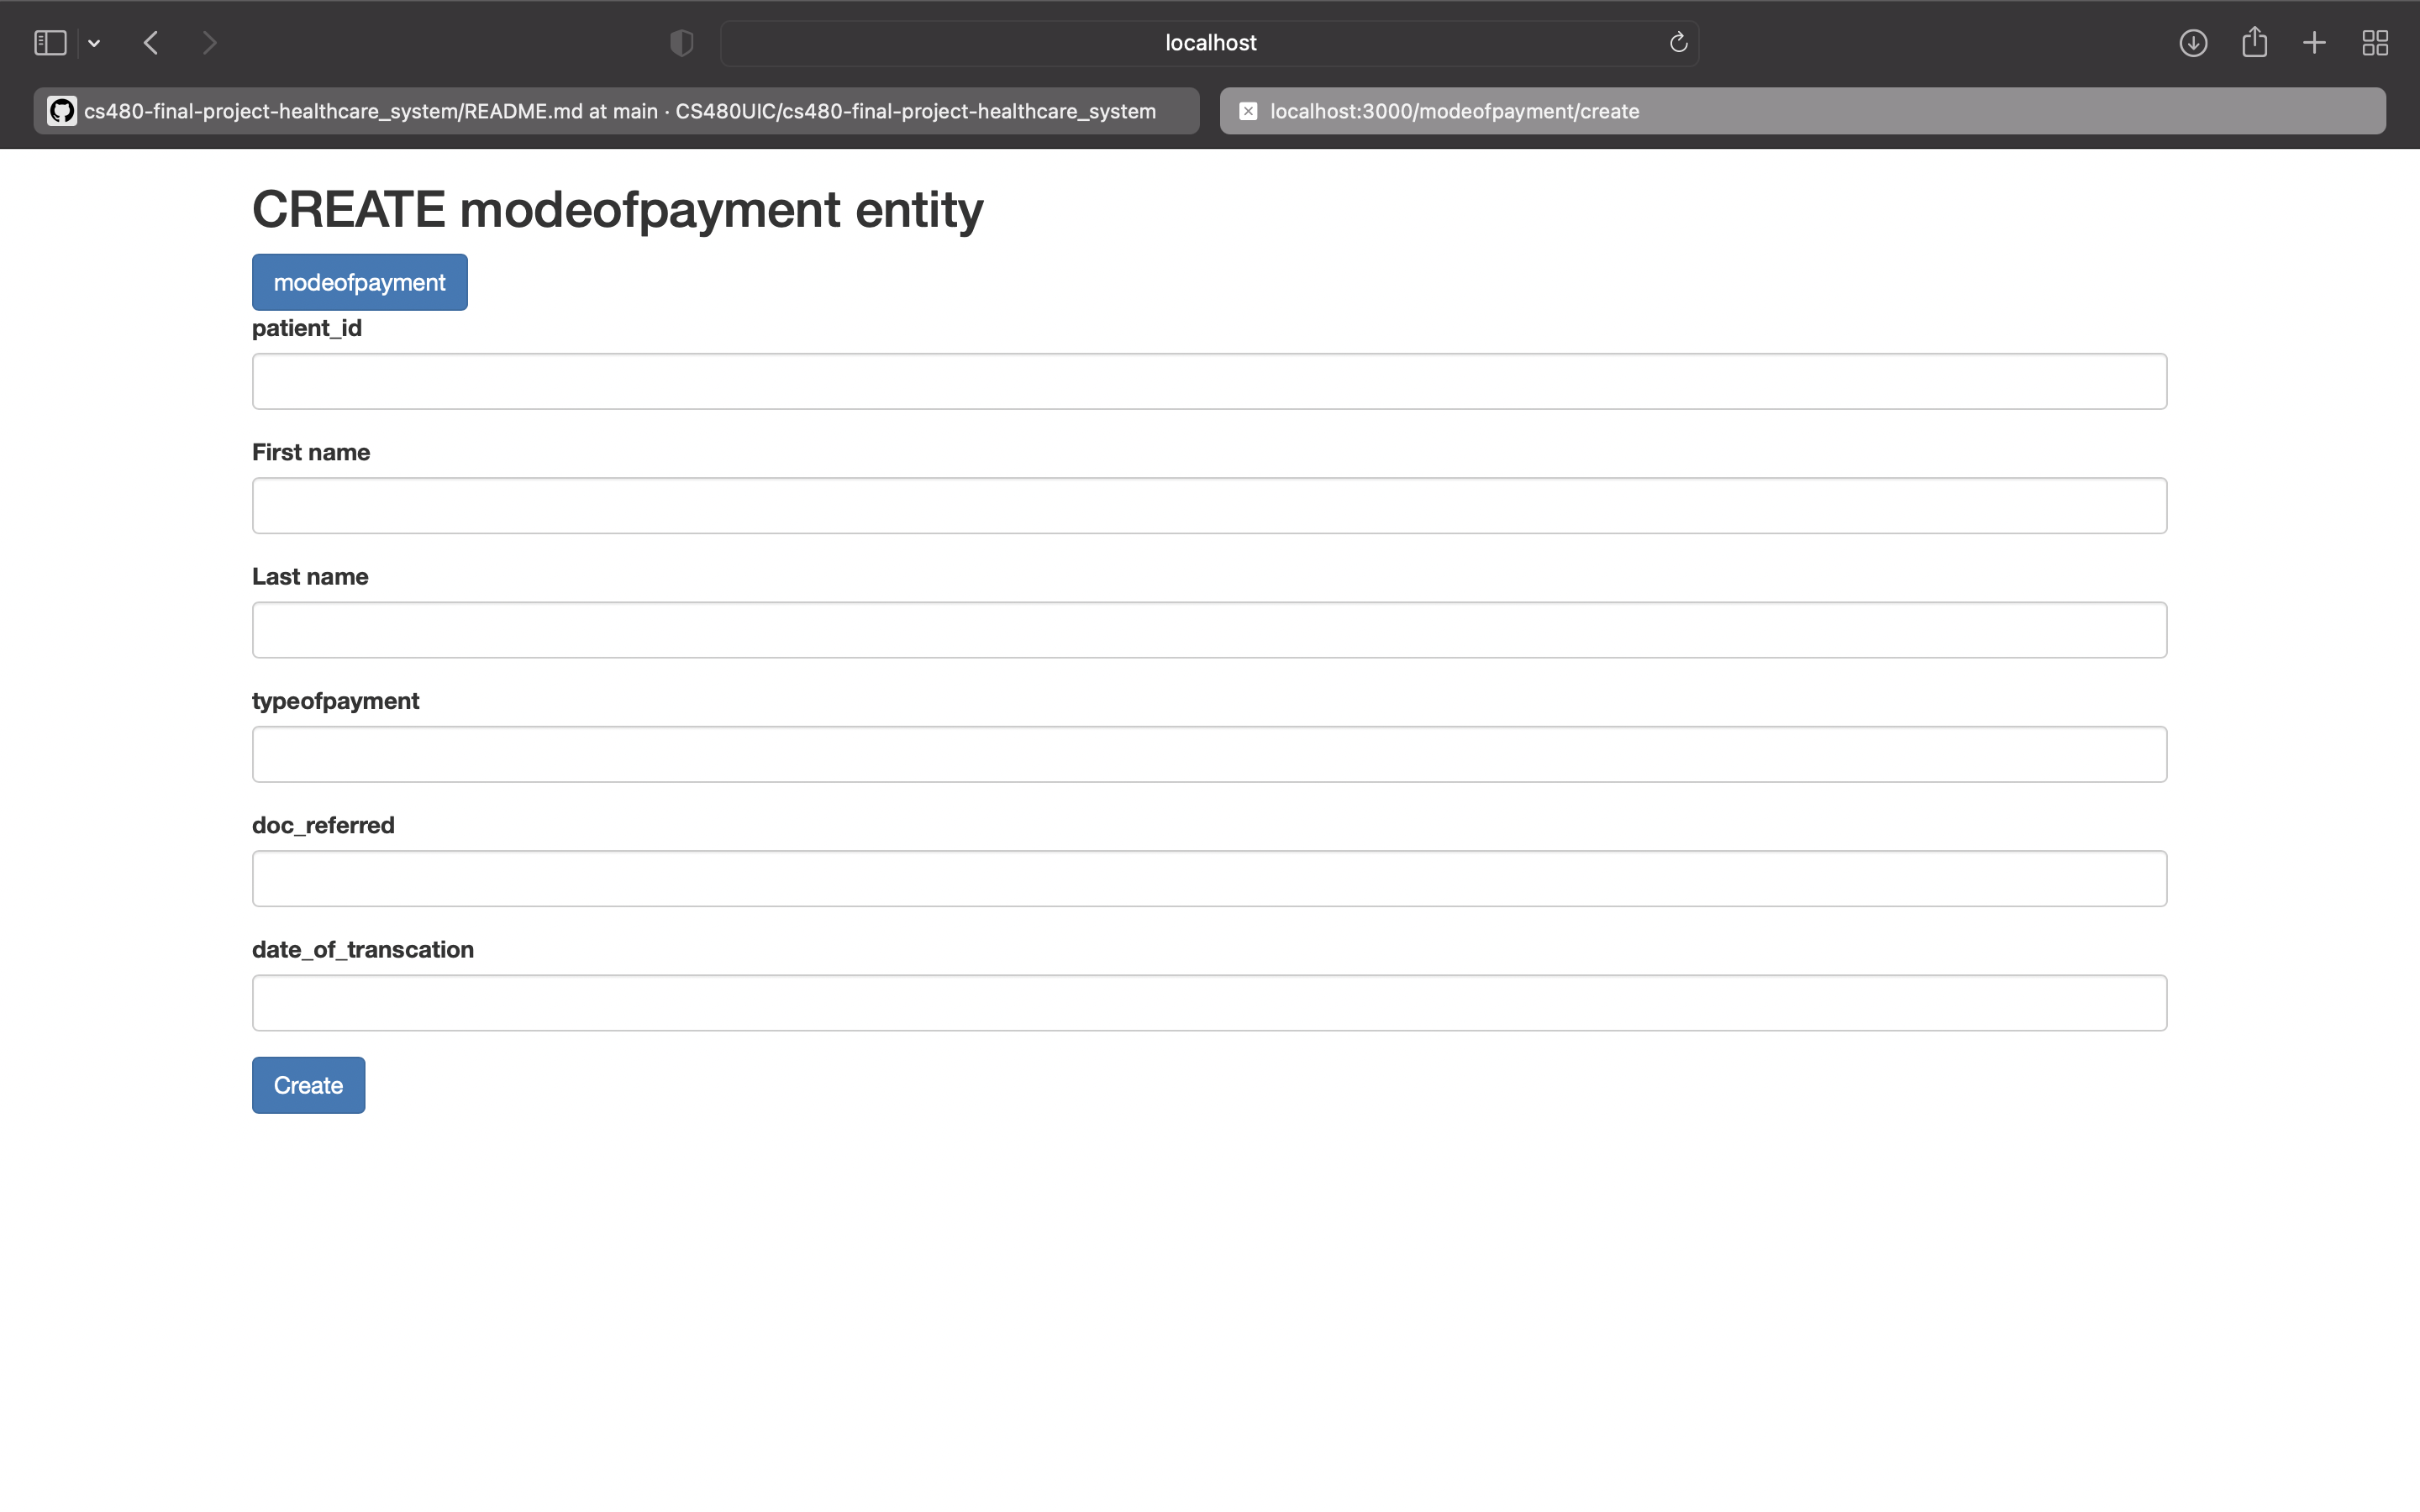 localhost
cs480-final-project-healthcare_system/README.md at main · CS480UIC/cs480-final-project-healthcare_system
localhost:3000/modeofpayment/create
CREATE modeofpayment entity
modeofpayment
patient_id
First name
Last name
typeofpayment
doc_referred
date_of_transcation
Create